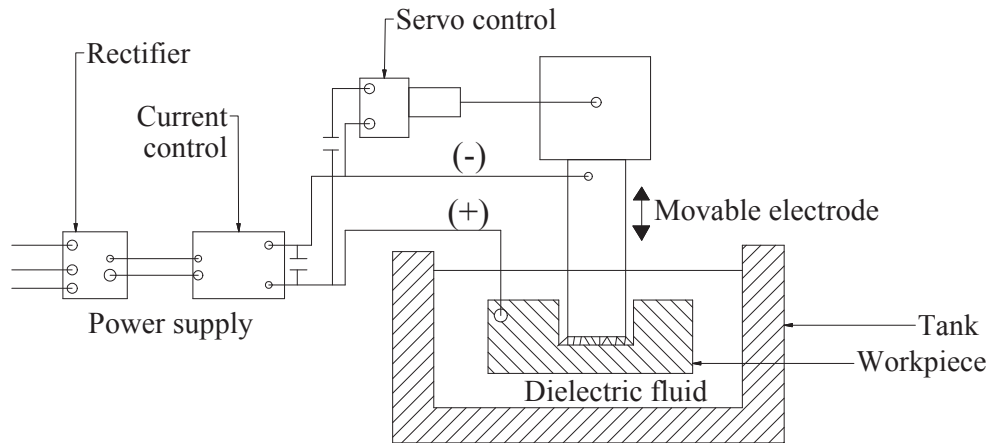 Servo control
Rectifier
Current
control
(-)
(+)
Movable electrode
Power supply
Tank
Workpiece
Dielectric fluid